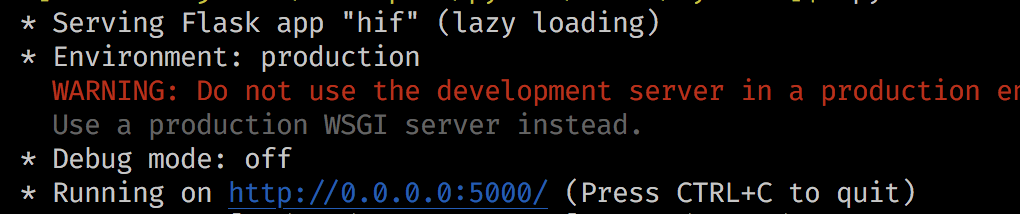 * Serving Flask app "hif" (lazy loading)
* Environment: production
WARNING: Do not use the development server in a production
Use a production WSGI server instead.
* Debug mode: off
* Running on http://0.0.0.0:5000/ (Press CTRL+C to quit)